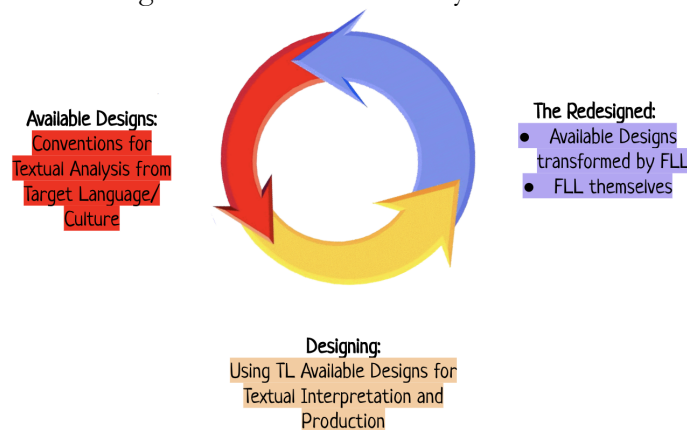 Available Designs:
Conventions for
Textual Analysis from
Target Language/
Culture
The Redesigned:
● Available Designs
transformed by FLL
● FLL themselves
Designing:
Using TL Available Designs for
Textual Interpretation and
Production